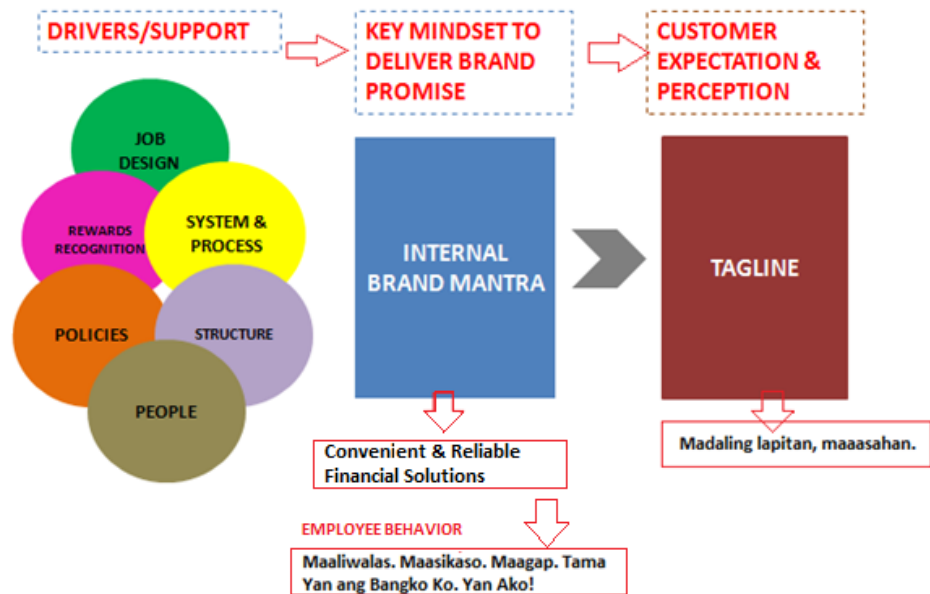 DRIVERS/SUPPORT
KEY MINDSET TO
DELIVER BRAND
PROMISE
CUSTOMER
EXPECTATION &
PERCEPTION
JOB
DESIGN
REWARDS
RECOGNITION
SYSTEM &
PROCESS
POLICIES
STRUCTURE
PEOPLE
INTERNAL
BRAND MANTRA
TAGLINE
Convenient & Reliable
Financial Solutions
Madaling lapitan, maaasahan.
EMPLOYEE BEHAVIOR
Maaliwalas. Maasikaso. Maagap. Tama
Yan ang Bangko Ko. Yan Ako!